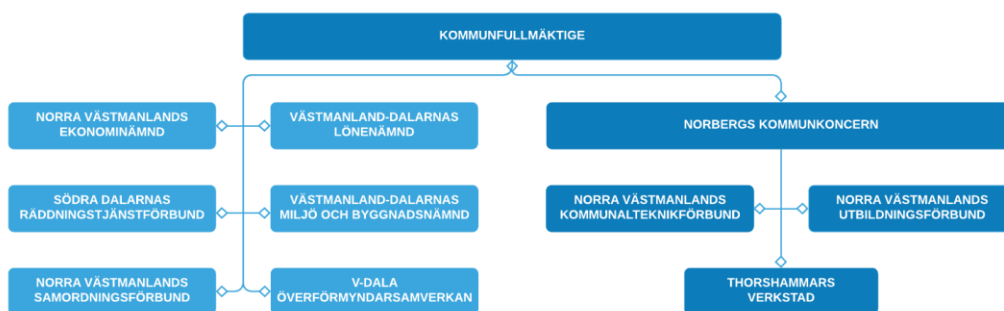 KOMMUNFULLMÄKTIGE
NORRA VÄSTMANLANDS
EKONOMINÄMND
VÄSTMANLAND-DALARNAS
LÖNENÄMND
NORBERGS KOMMUNKONCERN
SÖDRA DALARNAS
RÄDDNINGSTJÄNSTFÖRBUND
VÄSTMANLAND-DALARNAS
MILJÖ OCH BYGGNADSNÄMND
NORRA VÄSTMANLANDS
KOMMUNALTEKNIKFÖRBUND
NORRA VÄSTMANLANDS
UTBILDNINGSFÖRBUND
NORRA VÄSTMANLANDS
SAMORDNINGSFÖRBUND
V-DALA
ÖVERFÖRMYNDARSAMVERKAN
THORSHAMMARS
VERKSTAD